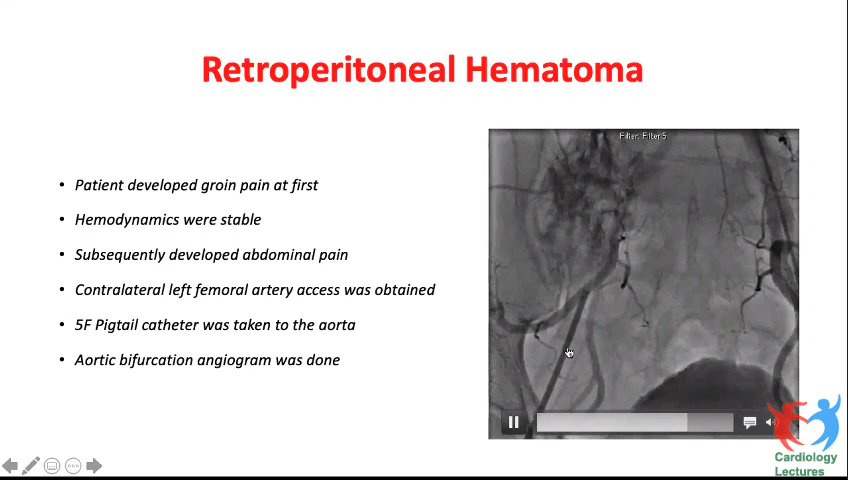 Retroperitoneal Hematoma
Filter: Filter 5
• Patient developed groin pain at first
• Hemodynamics were stable
• Subsequently developed abdominal pain
• Contralateral left femoral artery access was obtained
• 5F Pigtail catheter was taken to the aorta
• Aortic bifurcation angiogram was done
Cardiology
Lectures